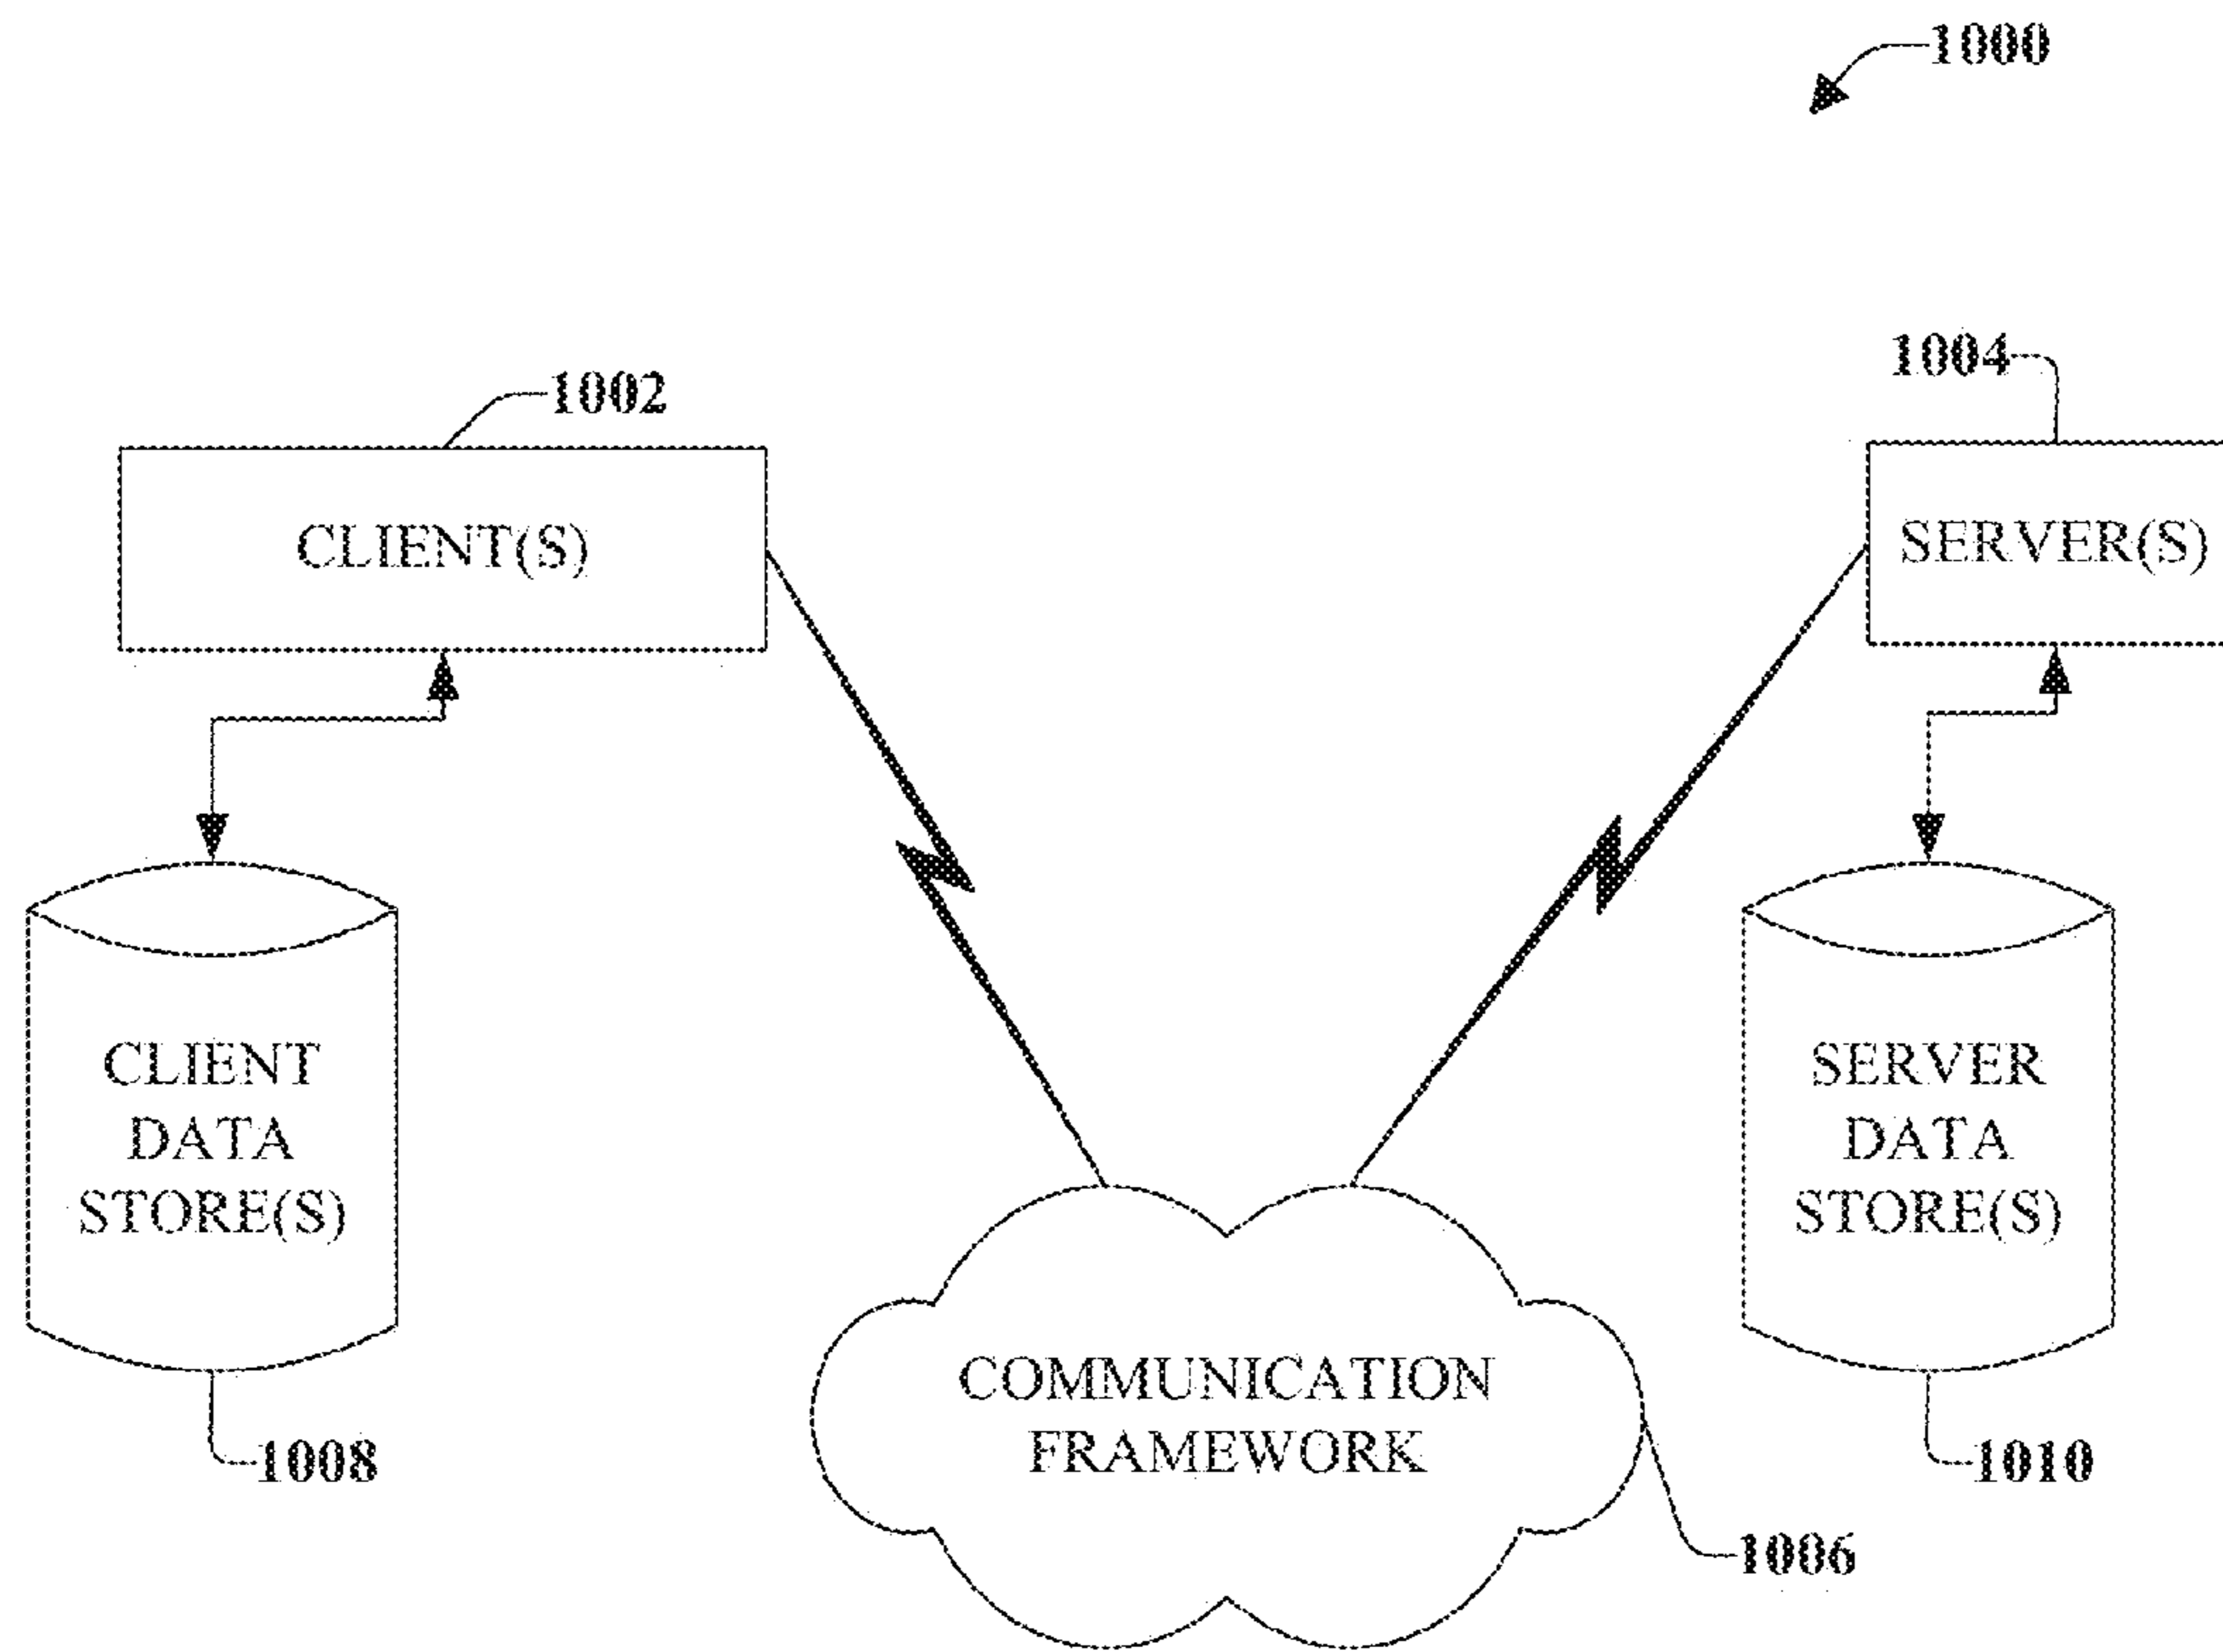 1000
1002
1004
CLIENT(S)
SERVER(S)
CLIENT
DATA
STORE(S)
SERVER
DATA
STORE(S)
COMMUNICATION
FRAMEWORK
1008
1010
1006